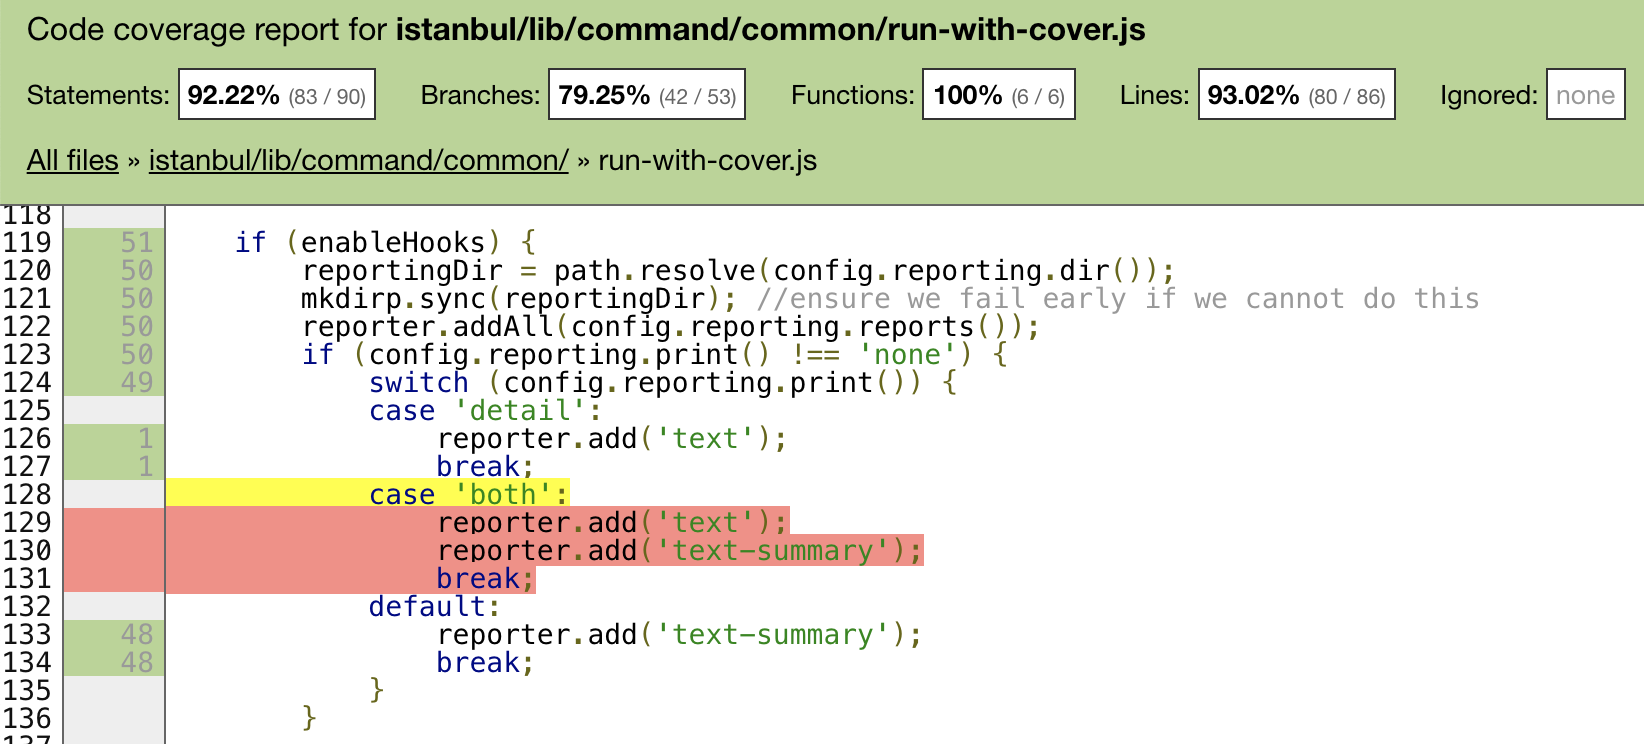 Code coverage report for istanbul/lib/command/common/run-with-cover.js
Statements: 92.22% (83 / 90) Branches: 79.25% (42 / 53) Functions: 100% (6 / 6) Lines: 93.02% (80 / 86) Ignored: none
All files » istanbul/lib/command/common/ » run-with-cover.js
118
119 51 if (enableHooks) {
120 50 reportingDir = path.resolve(config.reporting.dir());
121 50 mkdirp.sync(reportingDir); //ensure we fail early if we cannot do this
122 50 reporter.addAll(config.reporting.reports());
123 50 if (config.reporting.print() !== 'none') {
124 49 switch (config.reporting.print()) {
125 case 'detail':
126 1 reporter.add('text');
127 1 break;
128 case 'both':
129 reporter.add('text');
130 reporter.add('text-summary');
131 break;
132 default:
133 48 reporter.add('text-summary');
134 48 break;
135 }
136 }
137